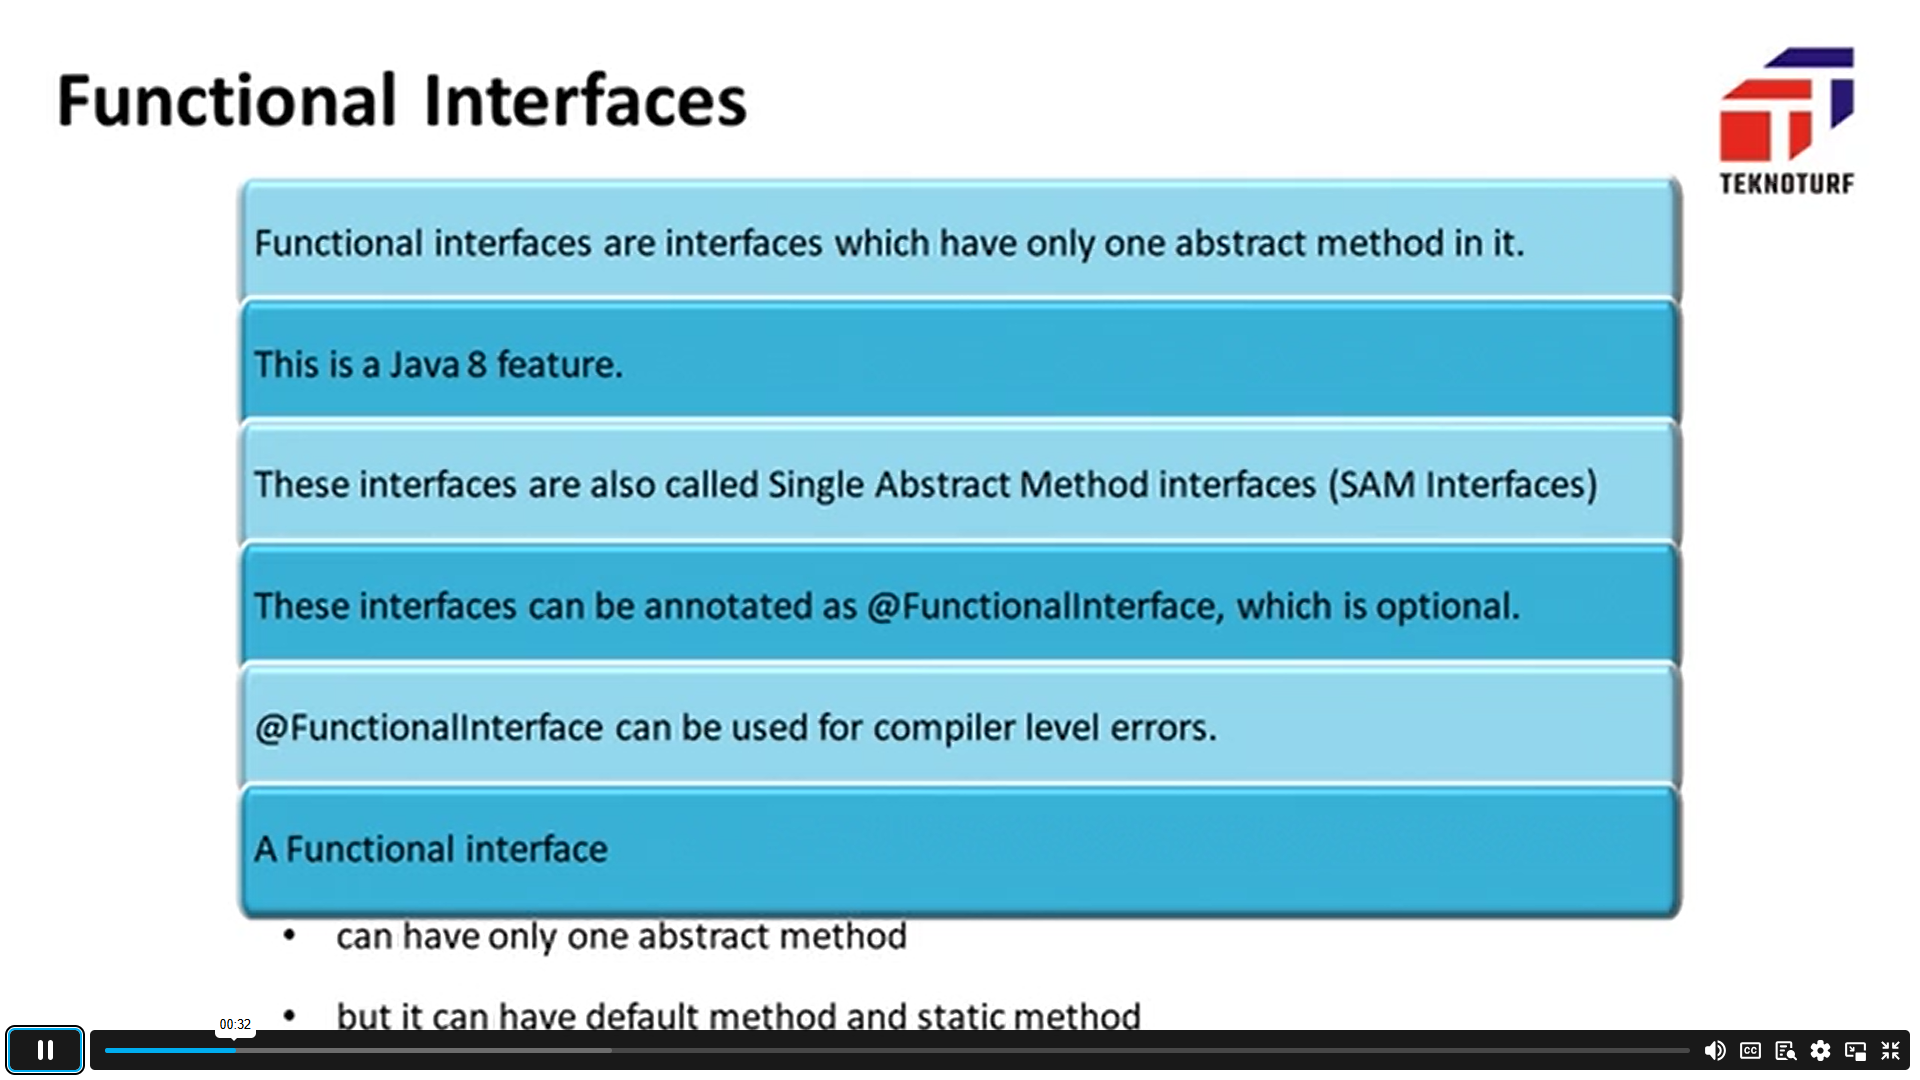 Functional Interfaces
TEKNOTURF
Functional interfaces are interfaces which have only one abstract method in it.
This is a Java 8 feature.
These interfaces are also called Single Abstract Method interfaces (SAM Interfaces)
These interfaces can be annotated as @FunctionalInterface, which is optional.
@FunctionalInterface can be used for compiler level errors.
A Functional interface
• can have only one abstract method
• but it can have default method and static method
00:32
CC